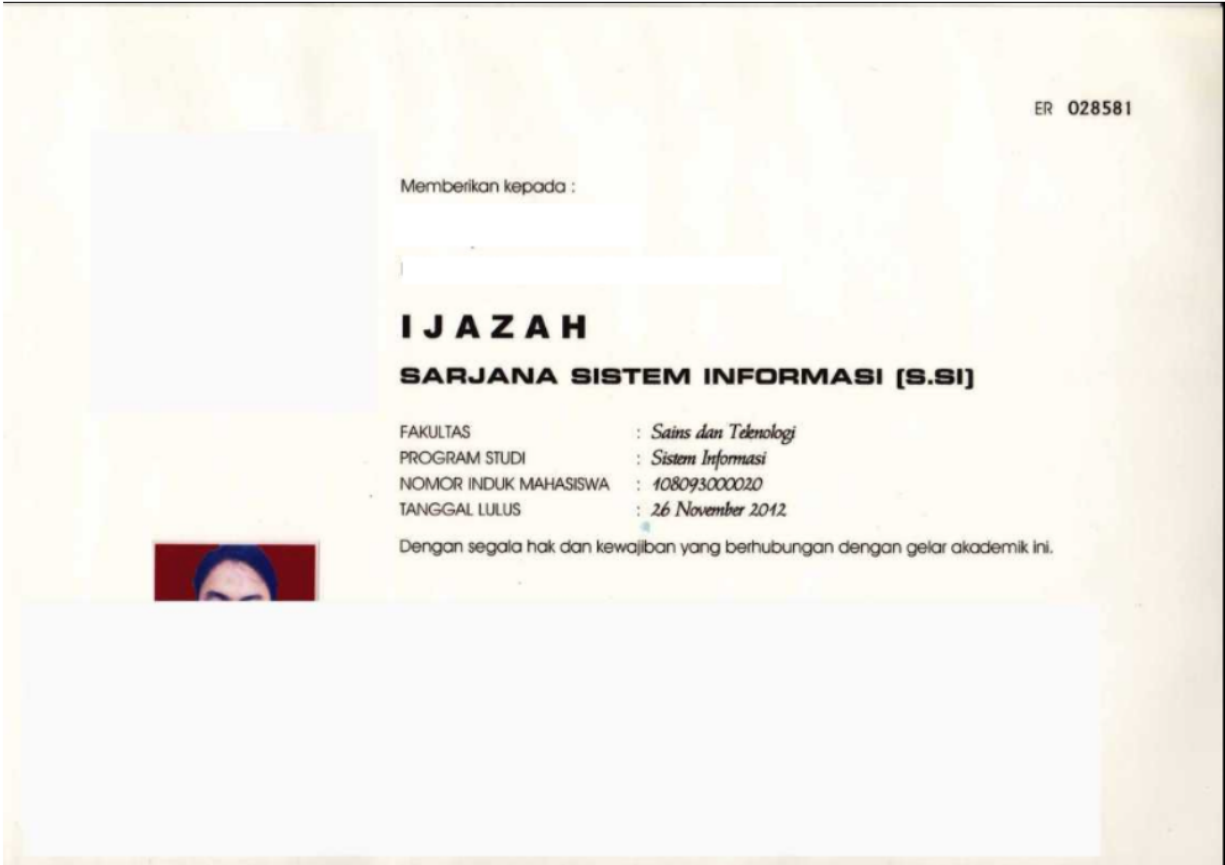 ER 028581
Memberikan kepada :
IJAZAH
SARJANA SISTEM INFORMASI (S.SI)
FAKULTAS : Sains dan Teknologi
PROGRAM STUDI : Sistem Informasi
NOMOR INDUK MAHASISWA : 108093000020
TANGGAL LULUS : 26 November 2012
Dengan segala hak dan kewajiban yang berhubungan dengan gelar akademik ini.